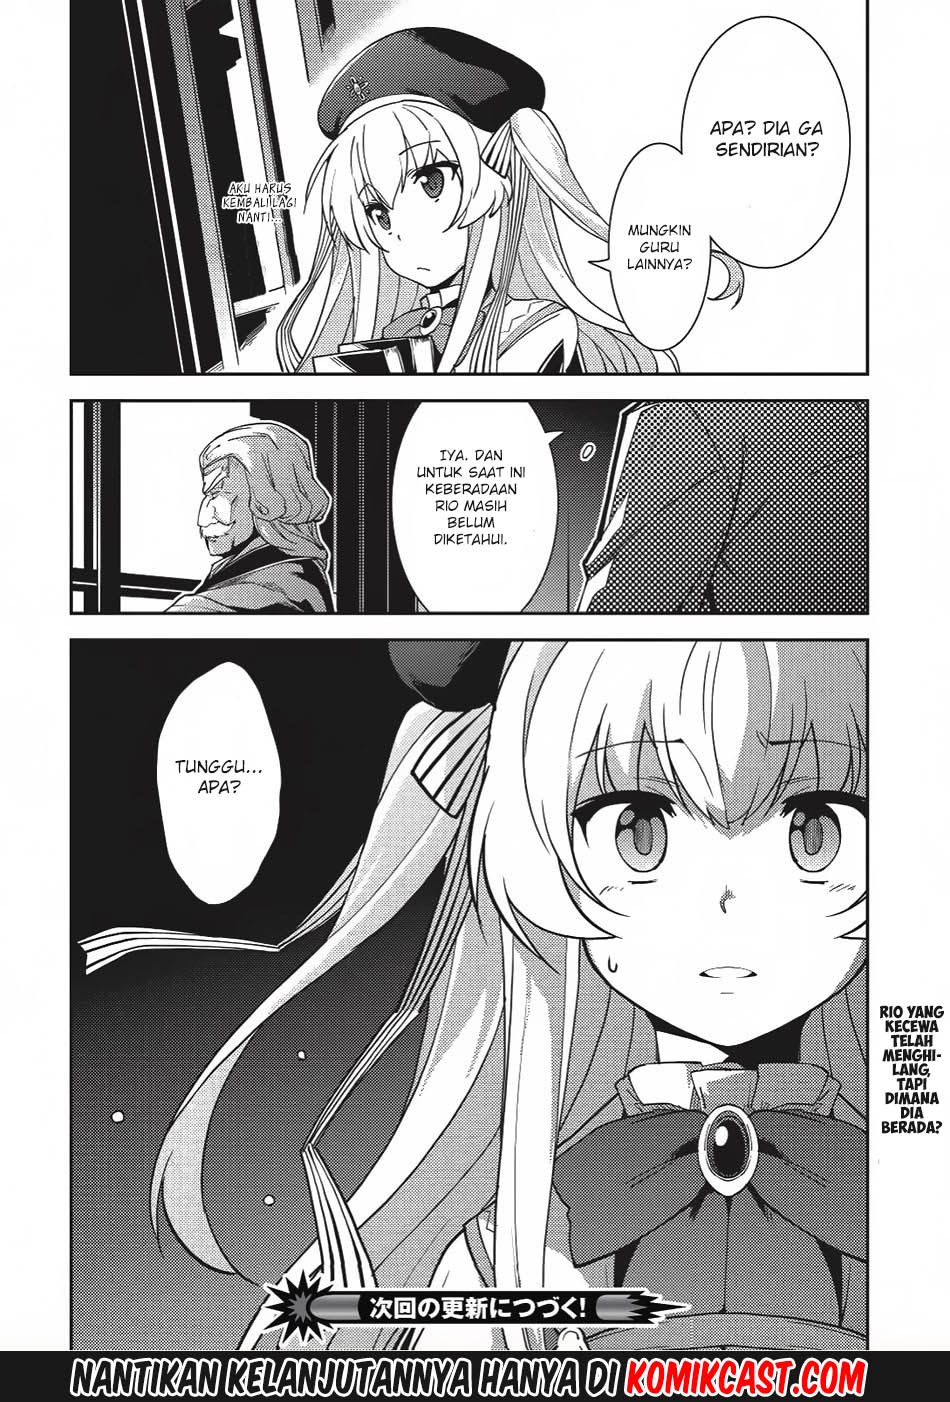 APA? DIA GA
SENDIRIAN?
MUNGKIN
GURU
LAINNYA?
AKU HARUS
KEMBALI LAGI
NANTI...
IYA. DAN
UNTUK SAAT INI
KEBERADAAN
RIO MASIH
BELUM
DIKETAHUI.
TUNGGU...
APA?
RIO YANG
KECEWA
TELAH
MENGHI-
LANG,
TAPI
DIMANA
DIA
BERADA?
次回の更新につづく!
NANTIKAN KELANJUTANNYA HANYA DI KOMIKCAST.COM!